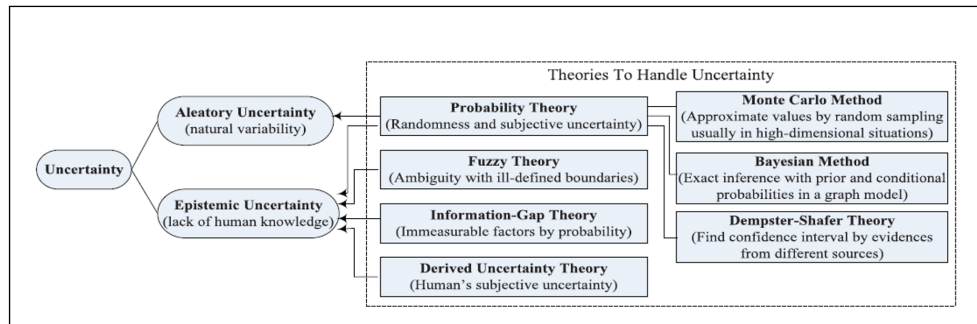 Theories To Handle Uncertainty
Uncertainty
Aleatory Uncertainty
(natural variability)
Epistemic Uncertainty
(lack of human knowledge)
Probability Theory
(Randomness and subjective uncertainty)
Fuzzy Theory
(Ambiguity with ill-defined boundaries)
Information-Gap Theory
(Immeasurable factors by probability)
Derived Uncertainty Theory
(Human's subjective uncertainty)
Monte Carlo Method
(Approximate values by random sampling
usually in high-dimensional situations)
Bayesian Method
(Exact inference with prior and conditional
probabilities in a graph model)
Dempster-Shafer Theory
(Find confidence interval by evidences
from different sources)